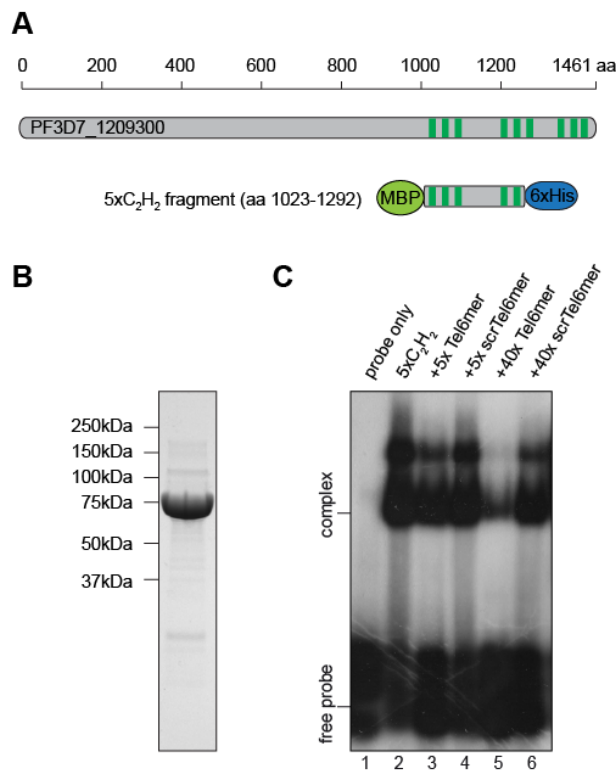 A
0 200 400 600 800 1000 1200 1461 aa
PF3D7_1209300
5xC₂H₂ fragment (aa 1023-1292) MBP 6xHis
B
250kDa
150kDa
100kDa
75kDa
50kDa
37kDa
C
probe only
5xC₂H₂
+5x Tel6mer
+5x scrTel6mer
+40x Tel6mer
+40x scrTel6mer
complex
free probe
1 2 3 4 5 6